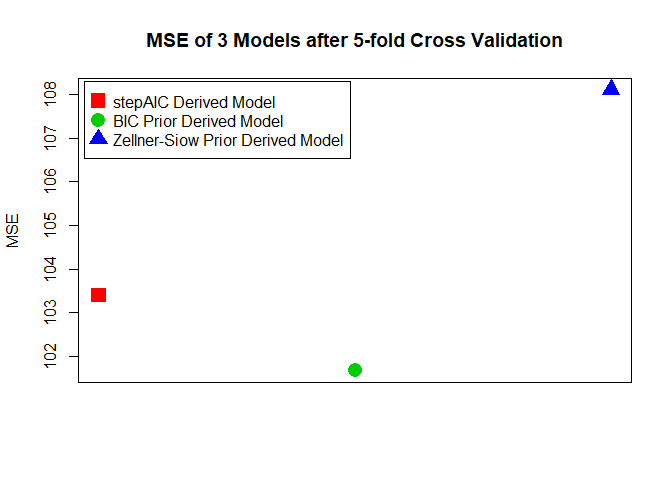 MSE of 3 Models after 5-fold Cross Validation
108
107
106
105
104
103
102
MSE
stepAIC Derived Model
BIC Prior Derived Model
Zellner-Siow Prior Derived Model